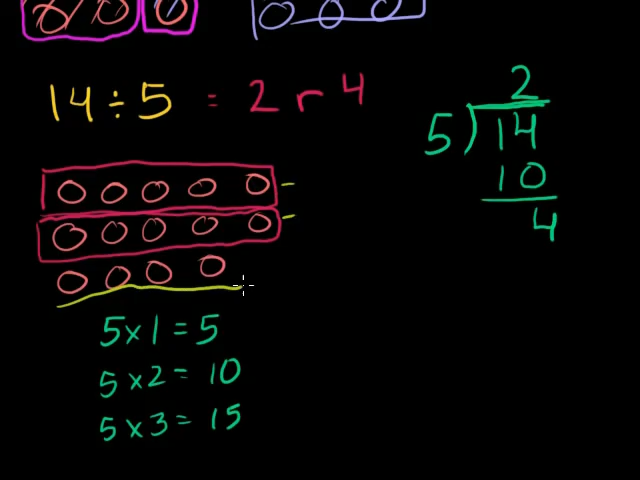 14 ÷ 5 = 2 r 4
2
5 ) 14
10
4
5 x 1 = 5
5 x 2 = 10
5 x 3 = 15